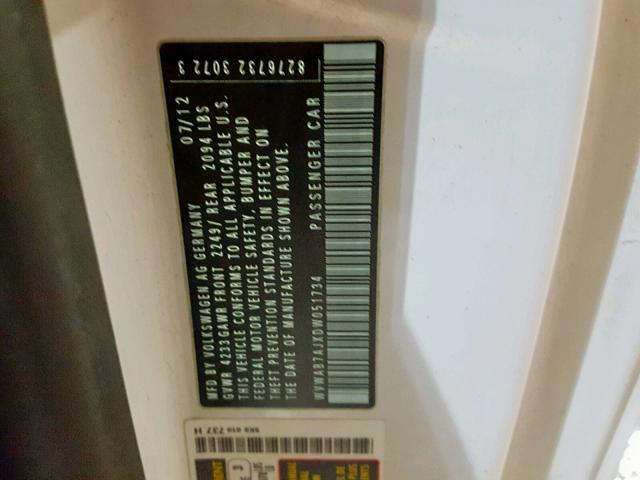 MFD BY VOLKSWAGEN AG GERMANY 07/12
GVWR 4233 GAWR FRONT 2249/ REAR 2094 LBS
THIS VEHICLE CONFORMS TO ALL APPLICABLE U.S.
FEDERAL MOTOR VEHICLE SAFETY, BUMPER AND
THEFT PREVENTION STANDARDS IN EFFECT ON
THE DATE OF MANUFACTURE SHOWN ABOVE.
WVWAB7AJXDW051734 PASSENGER CAR
8276732 3072 3
737 H